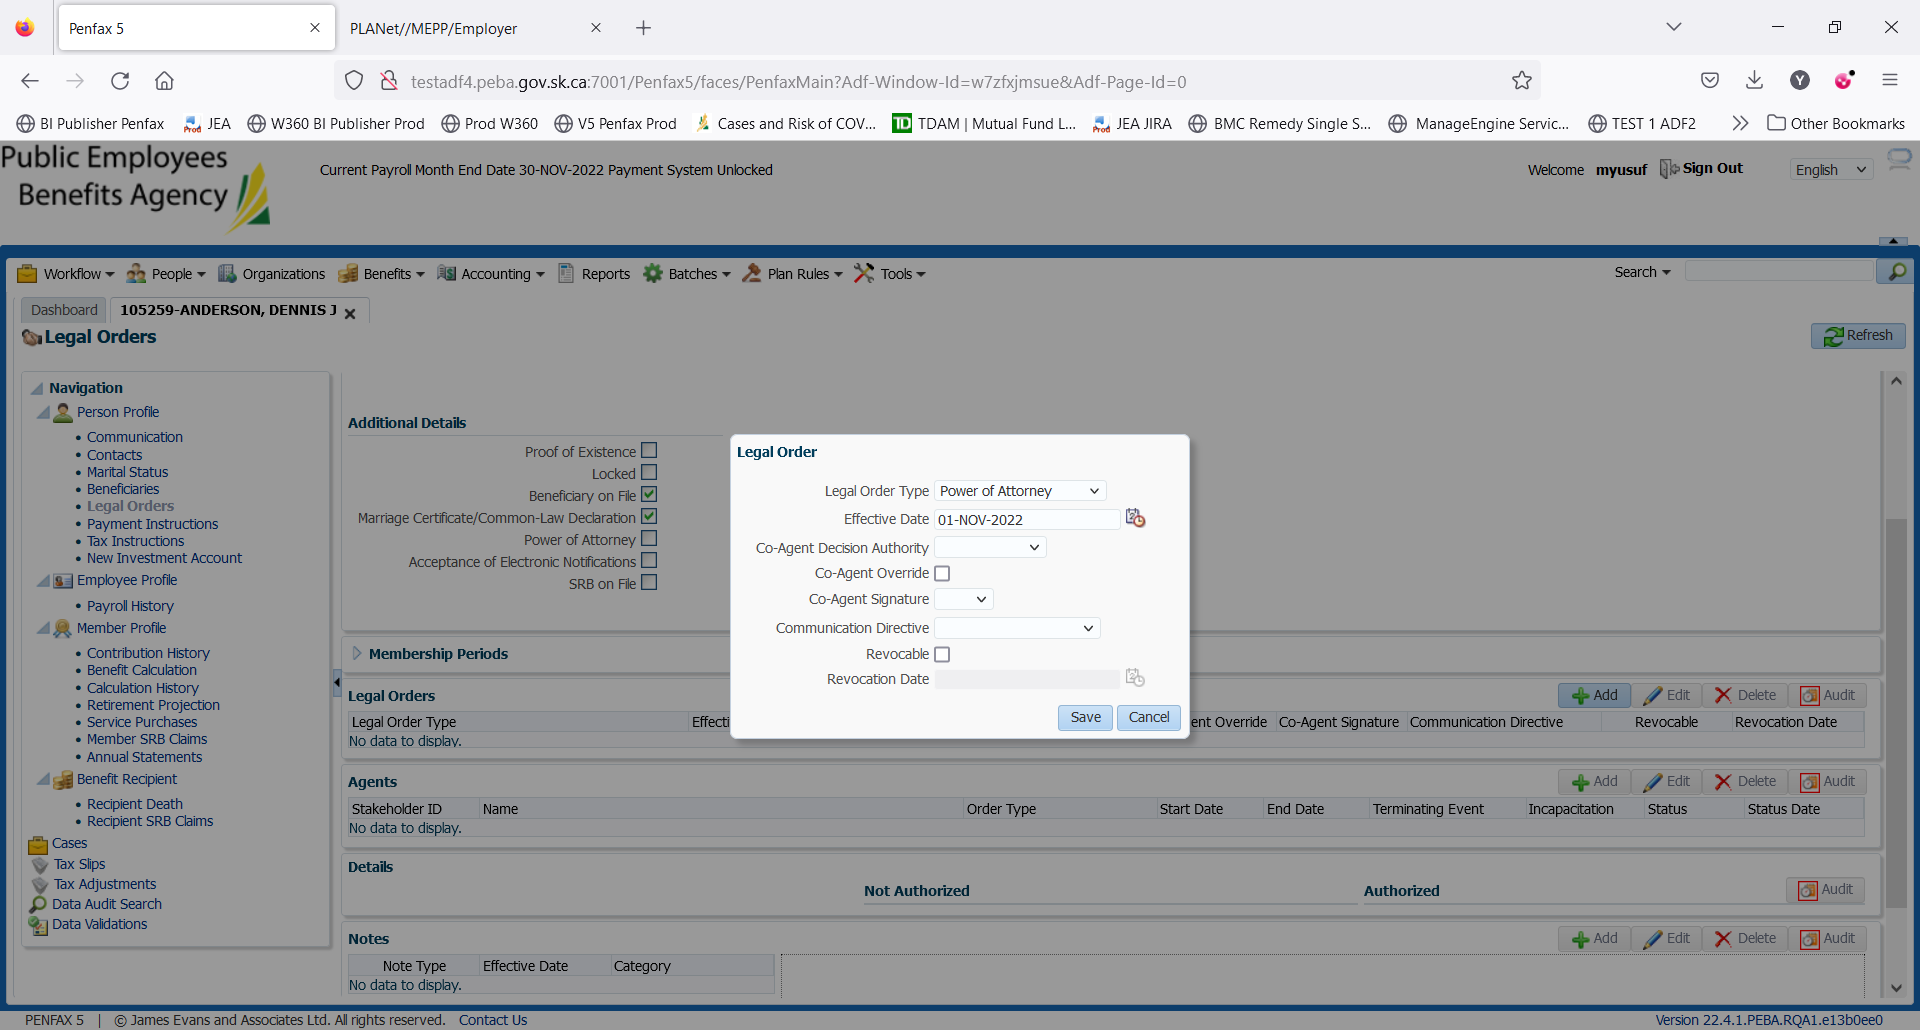 Penfax 5
PLANet//MEPP/Employer
testadf4.peba.gov.sk.ca:7001/Penfax5/faces/PenfaxMain?Adf-Window-Id=w7zfxjmsue&Adf-Page-Id=0
Y
BI Publisher Penfax
Prod JEA
W360 BI Publisher Prod
Prod W360
V5 Penfax Prod
Cases and Risk of COV...
TD TDAM | Mutual Fund L...
Prod JEA JIRA
BMC Remedy Single S...
ManageEngine Servic...
TEST 1 ADF2
Other Bookmarks
Public Employees
Benefits Agency
Current Payroll Month End Date 30-NOV-2022 Payment System Unlocked
Welcome myusuf
Sign Out
English
Workflow
People
Organizations
Benefits
Accounting
Reports
Batches
Plan Rules
Tools
Search
Dashboard
105259-ANDERSON, DENNIS J
Legal Orders
Refresh
Navigation
Person Profile
• Communication
• Contacts
• Marital Status
• Beneficiaries
• Legal Orders
• Payment Instructions
• Tax Instructions
• New Investment Account
Employee Profile
• Payroll History
Member Profile
• Contribution History
• Benefit Calculation
• Calculation History
• Retirement Projection
• Service Purchases
• Member SRB Claims
• Annual Statements
Benefit Recipient
• Recipient Death
• Recipient SRB Claims
Cases
Tax Slips
Tax Adjustments
Data Audit Search
Data Validations
Additional Details
Proof of Existence
Locked
Beneficiary on File
Marriage Certificate/Common-Law Declaration
Power of Attorney
Acceptance of Electronic Notifications
SRB on File
Legal Order
Legal Order Type Power of Attorney
Effective Date 01-NOV-2022
Co-Agent Decision Authority
Co-Agent Override
Co-Agent Signature
Communication Directive
Revocable
Revocation Date
Save Cancel
Membership Periods
Legal Orders
Add Edit Delete Audit
Legal Order Type Effecti ent Override Co-Agent Signature Communication Directive Revocable Revocation Date
No data to display.
Agents
Add Edit Delete Audit
Stakeholder ID Name Order Type Start Date End Date Terminating Event Incapacitation Status Status Date
No data to display.
Details
Not Authorized Authorized Audit
Notes
Add Edit Delete Audit
Note Type Effective Date Category
No data to display.
PENFAX 5 | © James Evans and Associates Ltd. All rights reserved. Contact Us
Version 22.4.1.PEBA.RQA1.e13b0ee0